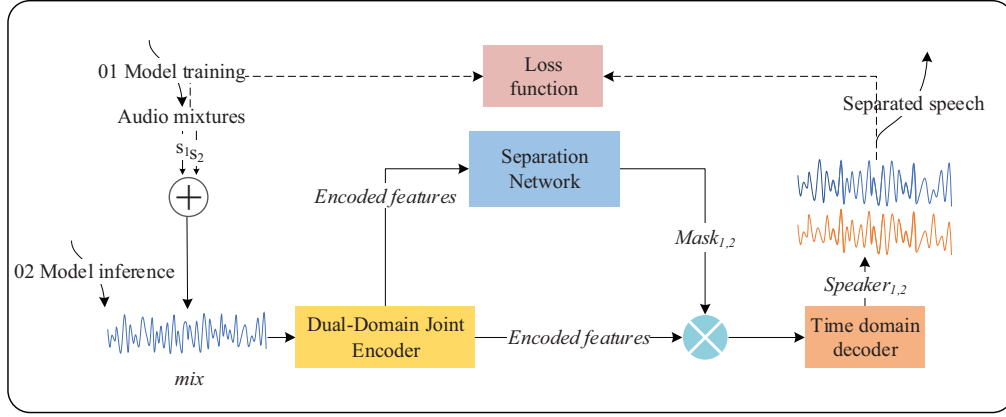 01 Model training
Loss
function
Separated speech
Audio mixtures
s1s2
Separation
Network
Encoded features
Mask1,2
02 Model inference
Speaker1,2
Dual-Domain Joint
Encoder
Encoded features
Time domain
decoder
mix